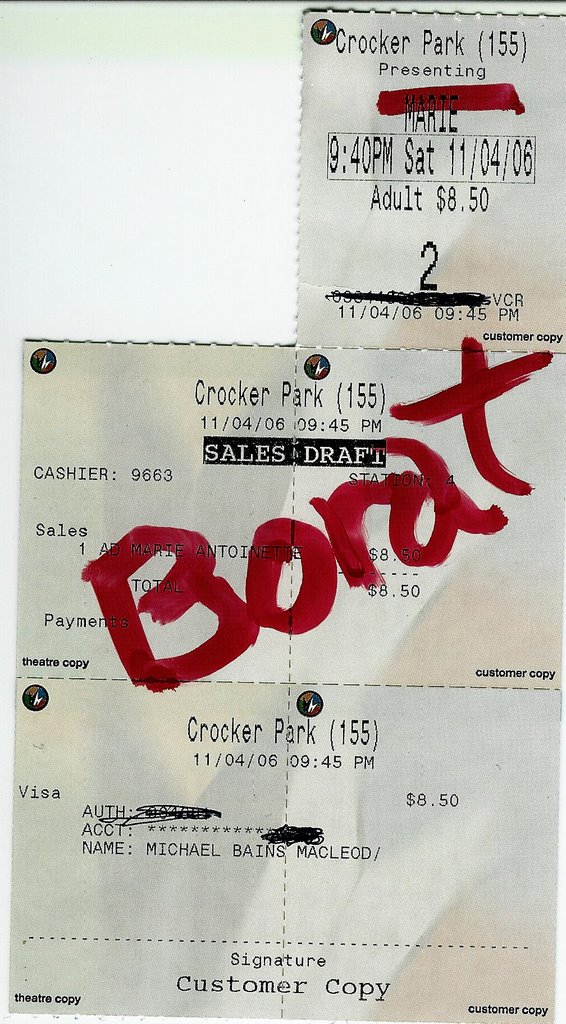 Crocker Park (155)
Presenting
MARIE
9:40PM Sat 11/04/06
Adult $8.50
2
VCR
11/04/06 09:45 PM
customer copy
Crocker Park (155)
11/04/06 09:45 PM
SALES DRAFT
CASHIER: 9663
STATION: 4
Borat
Sales
1 AD MARIE ANTOINETTE $8.50
TOTAL $8.50
Payments
theatre copy
customer copy
Crocker Park (155)
11/04/06 09:45 PM
Visa $8.50
AUTH:
ACCT: ************
NAME: MICHAEL BAINS MACLEOD/
Signature
Customer Copy
theatre copy
customer copy